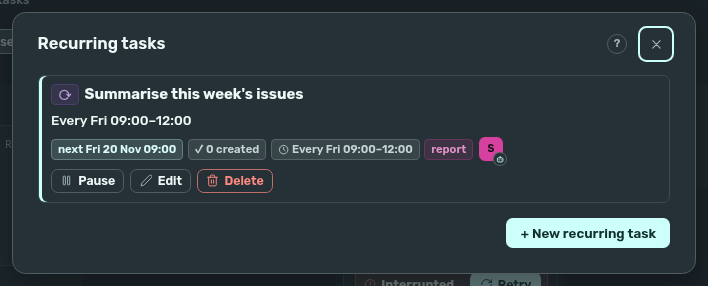 tasks
Recurring tasks
?
Summarise this week's issues
Every Fri 09:00–12:00
next Fri 20 Nov 09:00 ✓ 0 created Every Fri 09:00–12:00 report S
Pause Edit Delete
+ New recurring task
Interrupted Retry